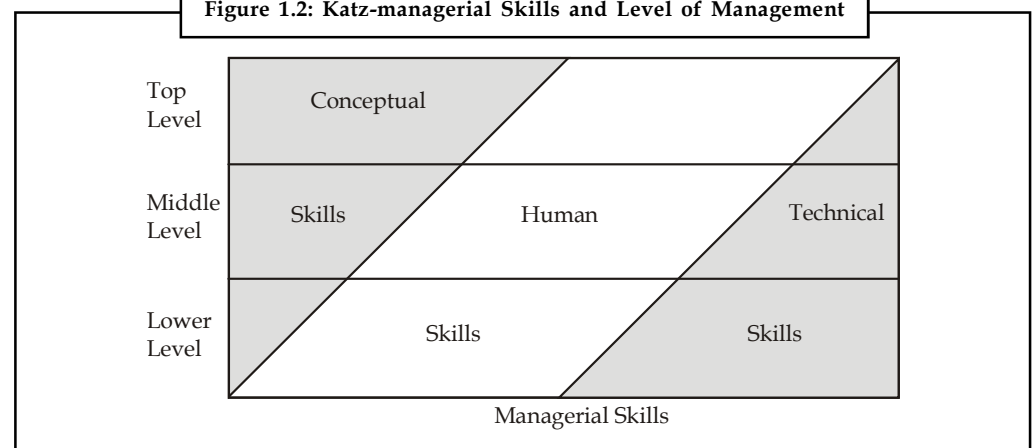 Figure 1.2: Katz-managerial Skills and Level of Management
Top
Level
Conceptual
Middle
Level
Skills
Human
Technical
Lower
Level
Skills
Skills
Managerial Skills